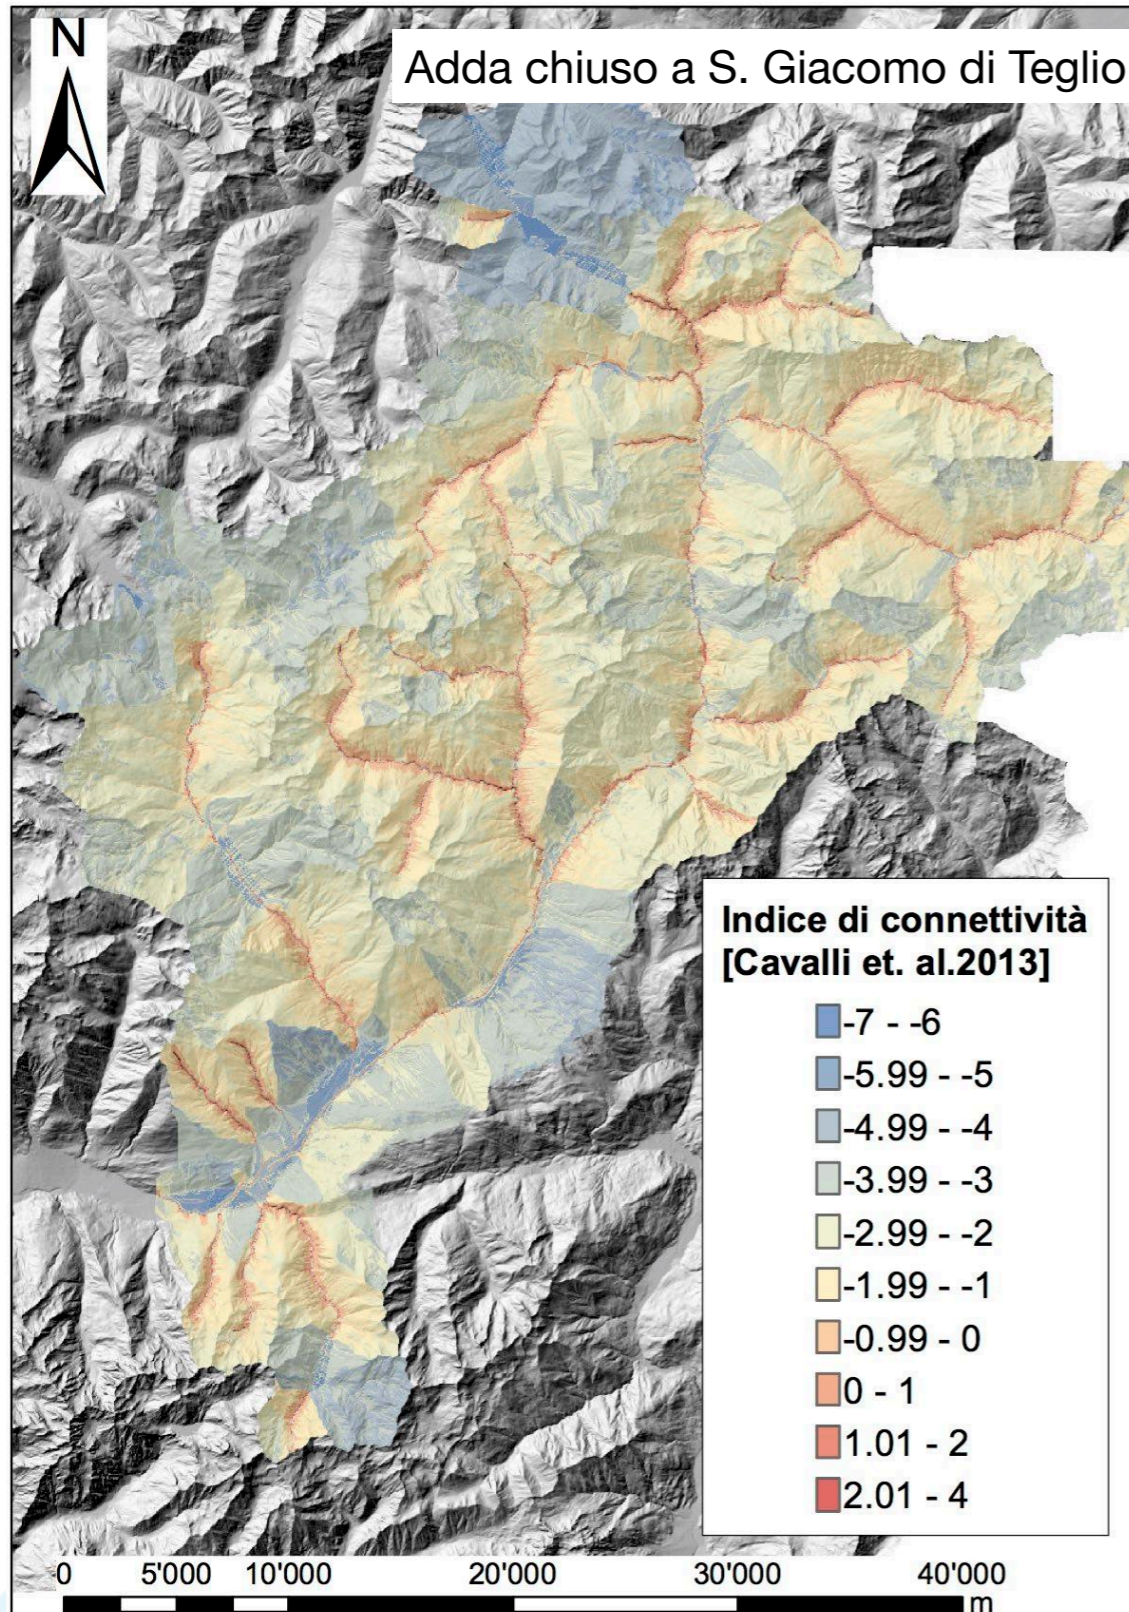 N
Adda chiuso a S. Giacomo di Teglio
Indice di connettività
[Cavalli et. al.2013]
-7 - -6
-5.99 - -5
-4.99 - -4
-3.99 - -3
-2.99 - -2
-1.99 - -1
-0.99 - 0
0 - 1
1.01 - 2
2.01 - 4
0 5'000 10'000 20'000 30'000 40'000
m